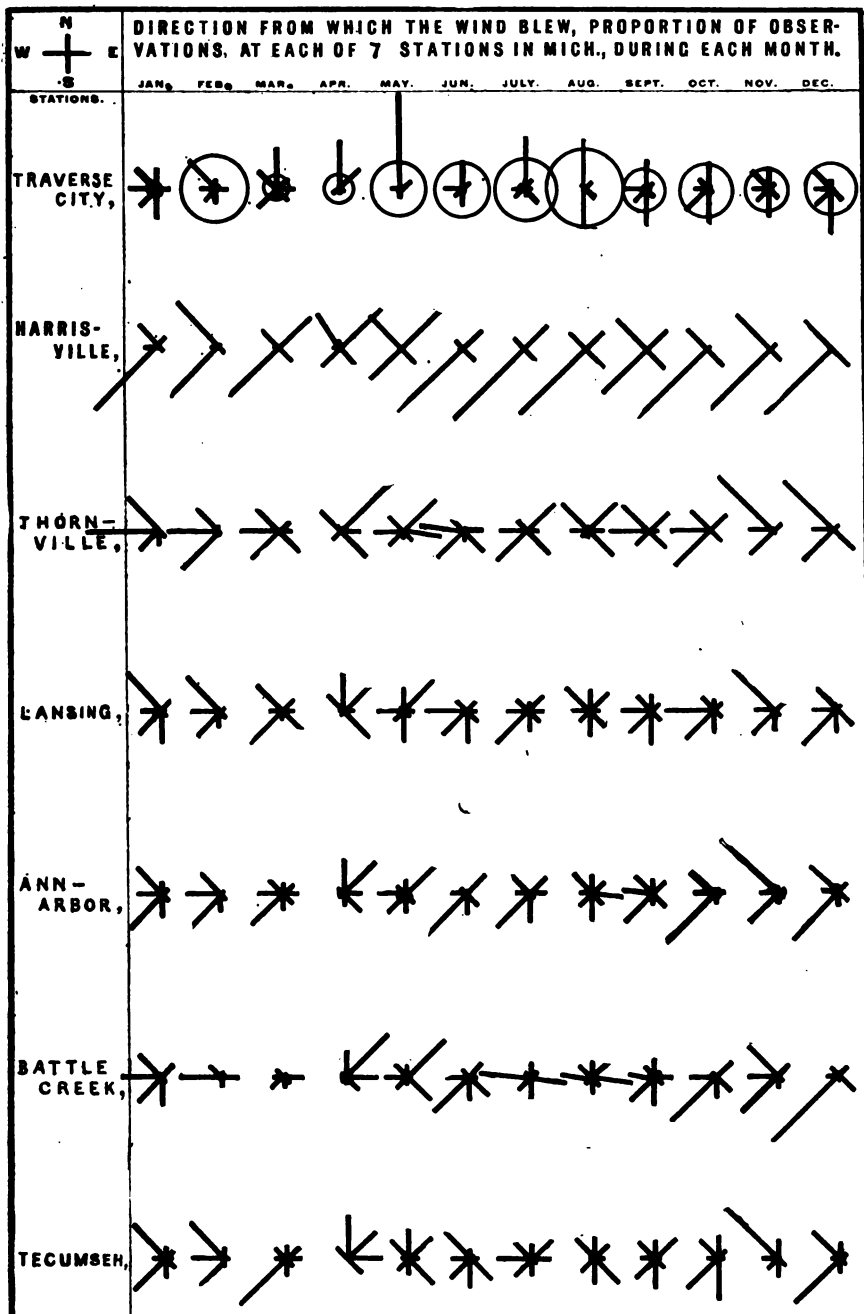 N
W E
S
DIRECTION FROM WHICH THE WIND BLEW, PROPORTION OF OBSER-
VATIONS, AT EACH OF 7 STATIONS IN MICH., DURING EACH MONTH.
JAN. FEB. MAR. APR. MAY. JUN. JULY. AUG. SEPT. OCT. NOV. DEC.
STATIONS.
TRAVERSE
CITY,
HARRIS-
VILLE,
THORN-
VILLE,
LANSING,
ANN-
ARBOR,
BATTLE
CREEK,
TECUMSEH,